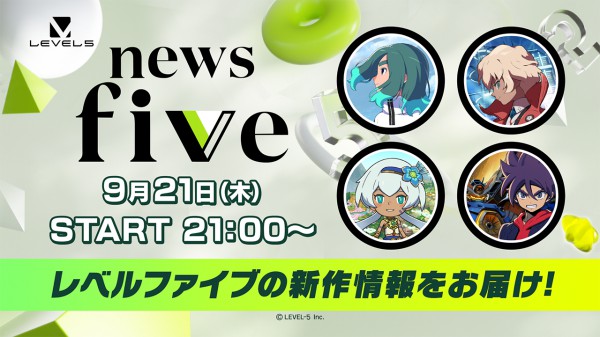 LEVEL5
news
five
9月21日(木)
START 21:00～
レベルファイブの新作情報をお届け!
© LEVEL-5 Inc.